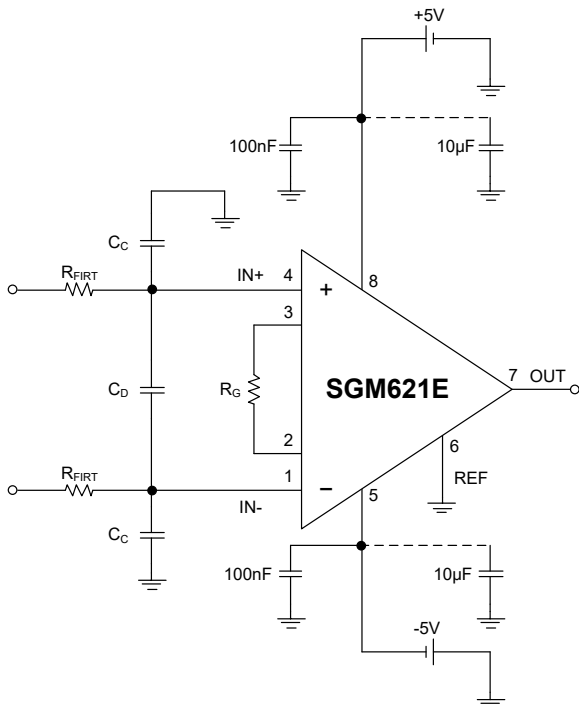 +5V
100nF
10µF
CC
RFIRT
IN+
4
+
8
3
CD
RG
SGM621E
7
OUT
2
6
RFIRT
1
−
REF
IN-
5
CC
100nF
10µF
-5V